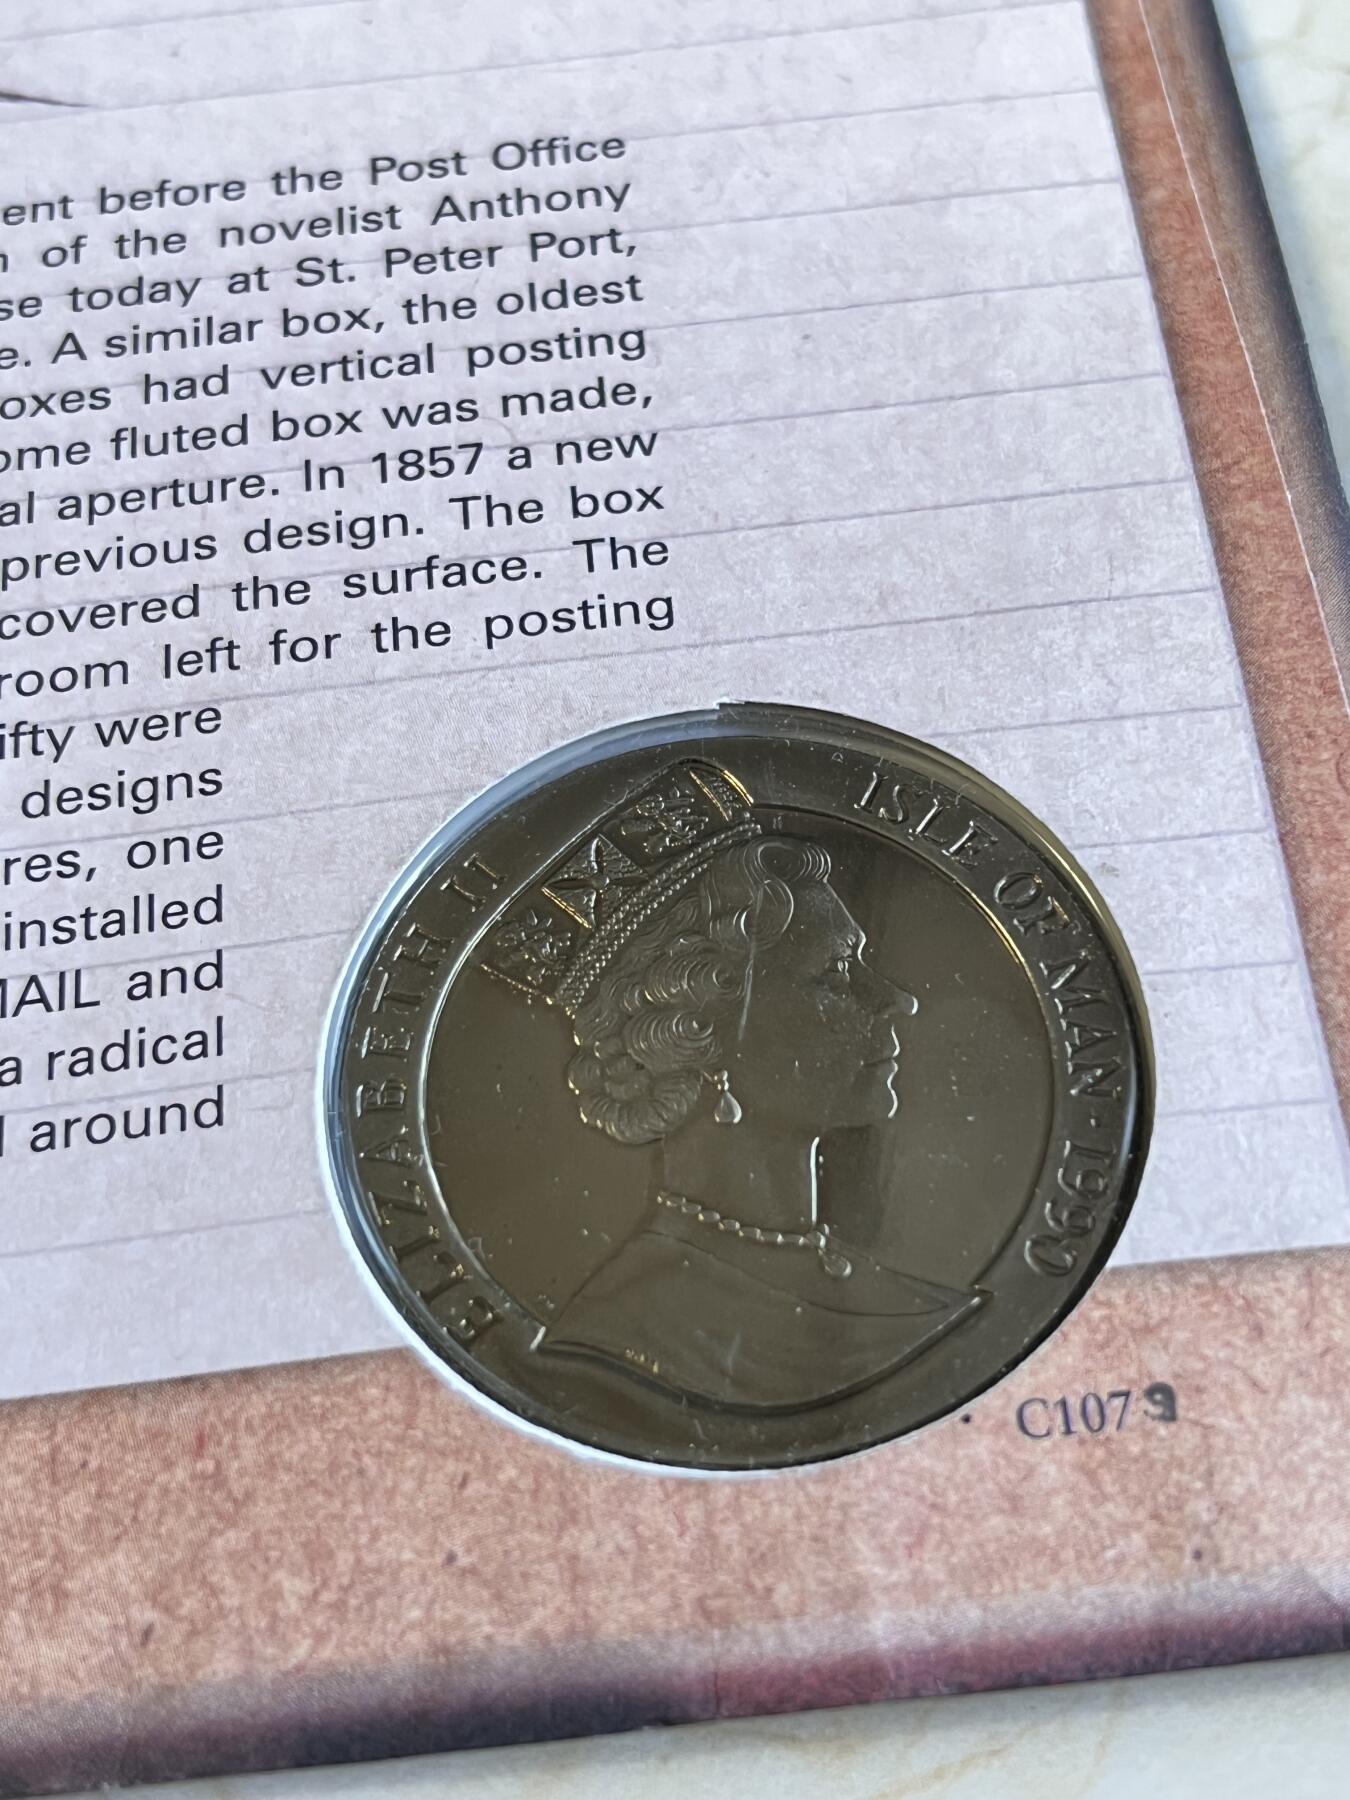 ent before the Post Office
of the novelist Anthony
se today at St. Peter Port,
e. A similar box, the oldest
oxes had vertical posting
ome fluted box was made,
al aperture. In 1857 a new
previous design. The box
covered the surface. The
room left for the posting
ifty were
designs
res, one
installed
MAIL and
a radical
around
ELIZABETH II
ISLE OF MAN · 1990
C1079